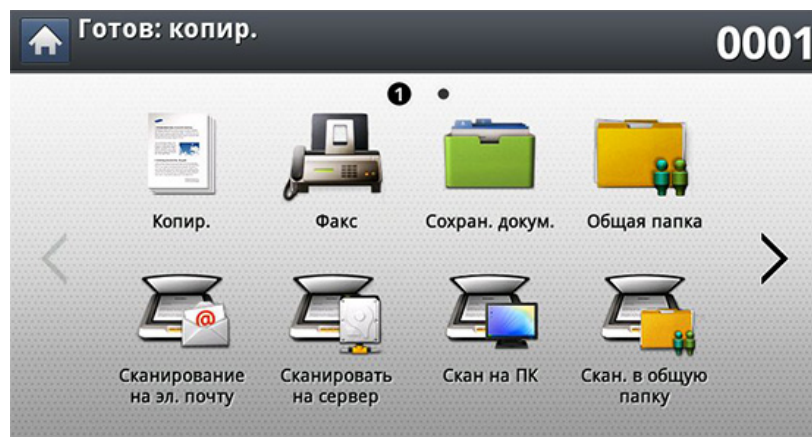 Готов: копир.
0001
1
Копир.
Факс
Сохран. докум.
Общая папка
@
Сканирование
на эл. почту
Сканировать
на сервер
Скан на ПК
Скан. в общую
папку